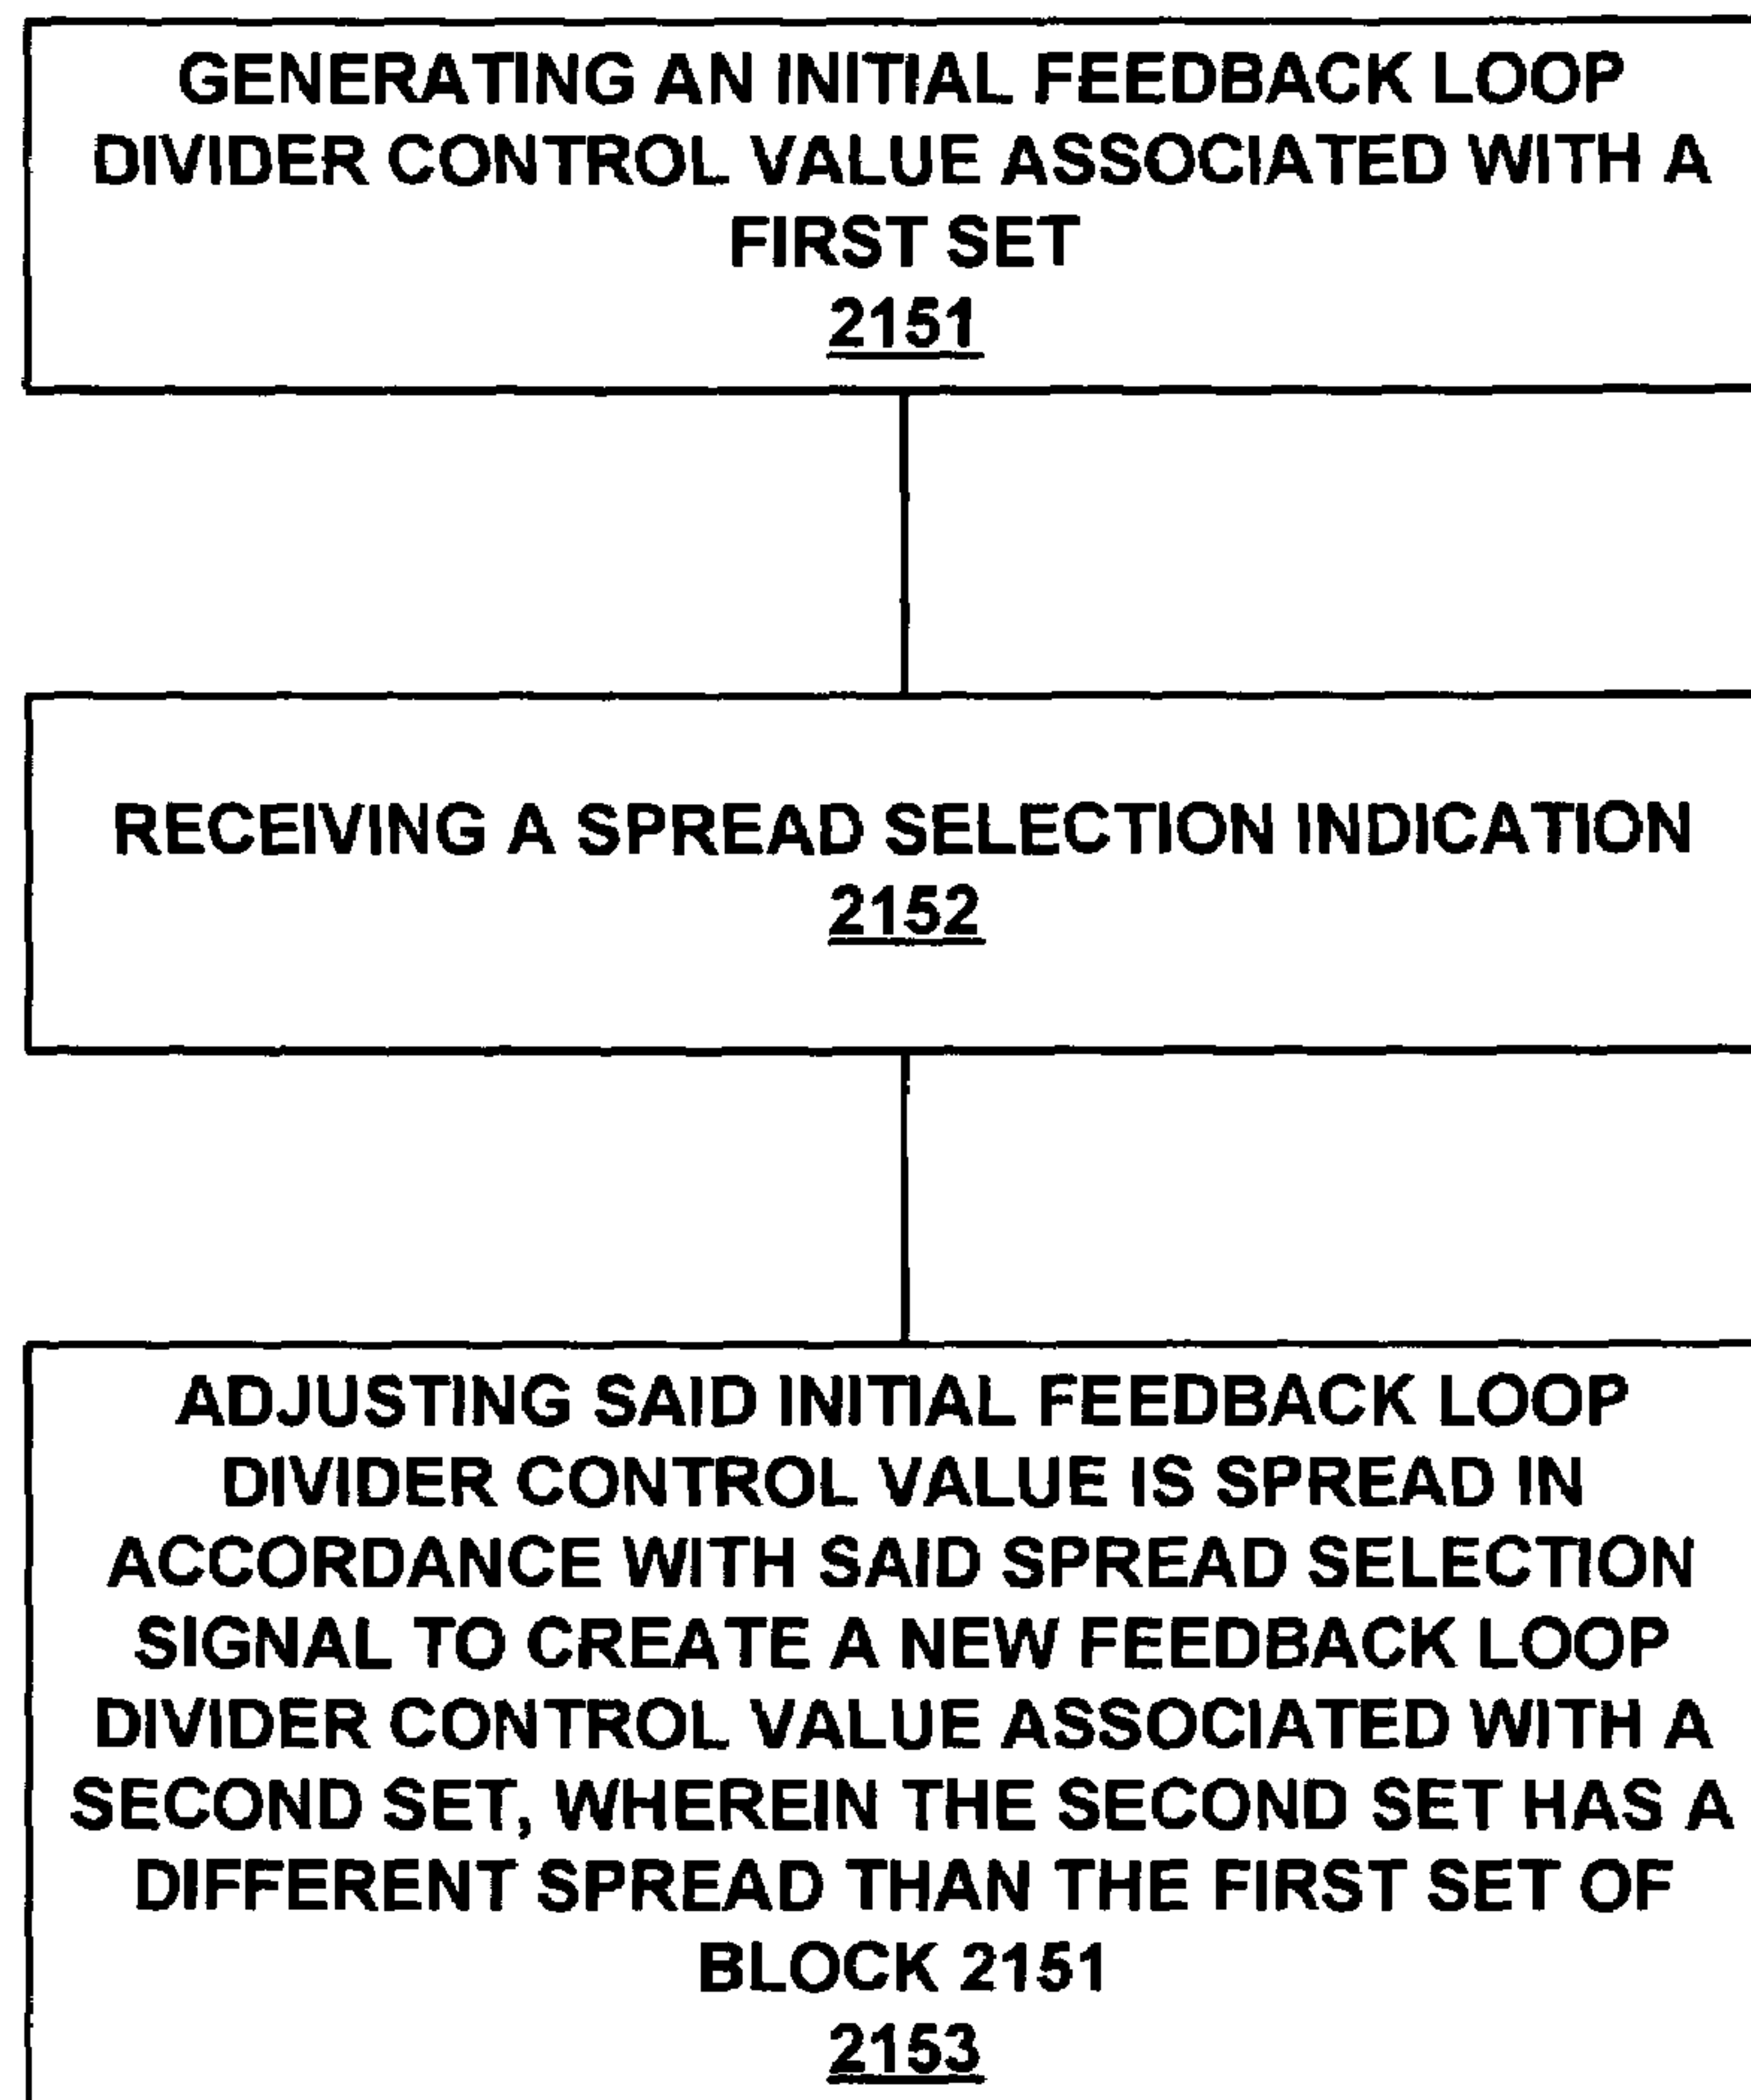 GENERATING AN INITIAL FEEDBACK LOOP
DIVIDER CONTROL VALUE ASSOCIATED WITH A
FIRST SET
2151
RECEIVING A SPREAD SELECTION INDICATION
2152
ADJUSTING SAID INITIAL FEEDBACK LOOP
DIVIDER CONTROL VALUE IS SPREAD IN
ACCORDANCE WITH SAID SPREAD SELECTION
SIGNAL TO CREATE A NEW FEEDBACK LOOP
DIVIDER CONTROL VALUE ASSOCIATED WITH A
SECOND SET, WHEREIN THE SECOND SET HAS A
DIFFERENT SPREAD THAN THE FIRST SET OF
BLOCK 2151
2153